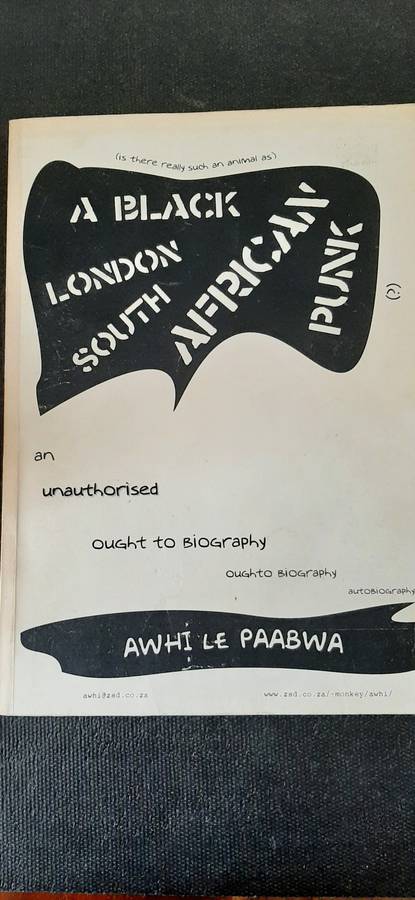 (is there really such an animal as)
A BLACK
LONDON
SOUTH
AFRICAN
PUNK
(?)
an
unauthorised
OUGHT TO BIOGRAPHY
OUGHTO BIOGRAPHY
AUTOBIOGRAPHY
AWHI LE PAABWA
awhi@zed.co.za
www.zed.co.za/~monkey/awhi/